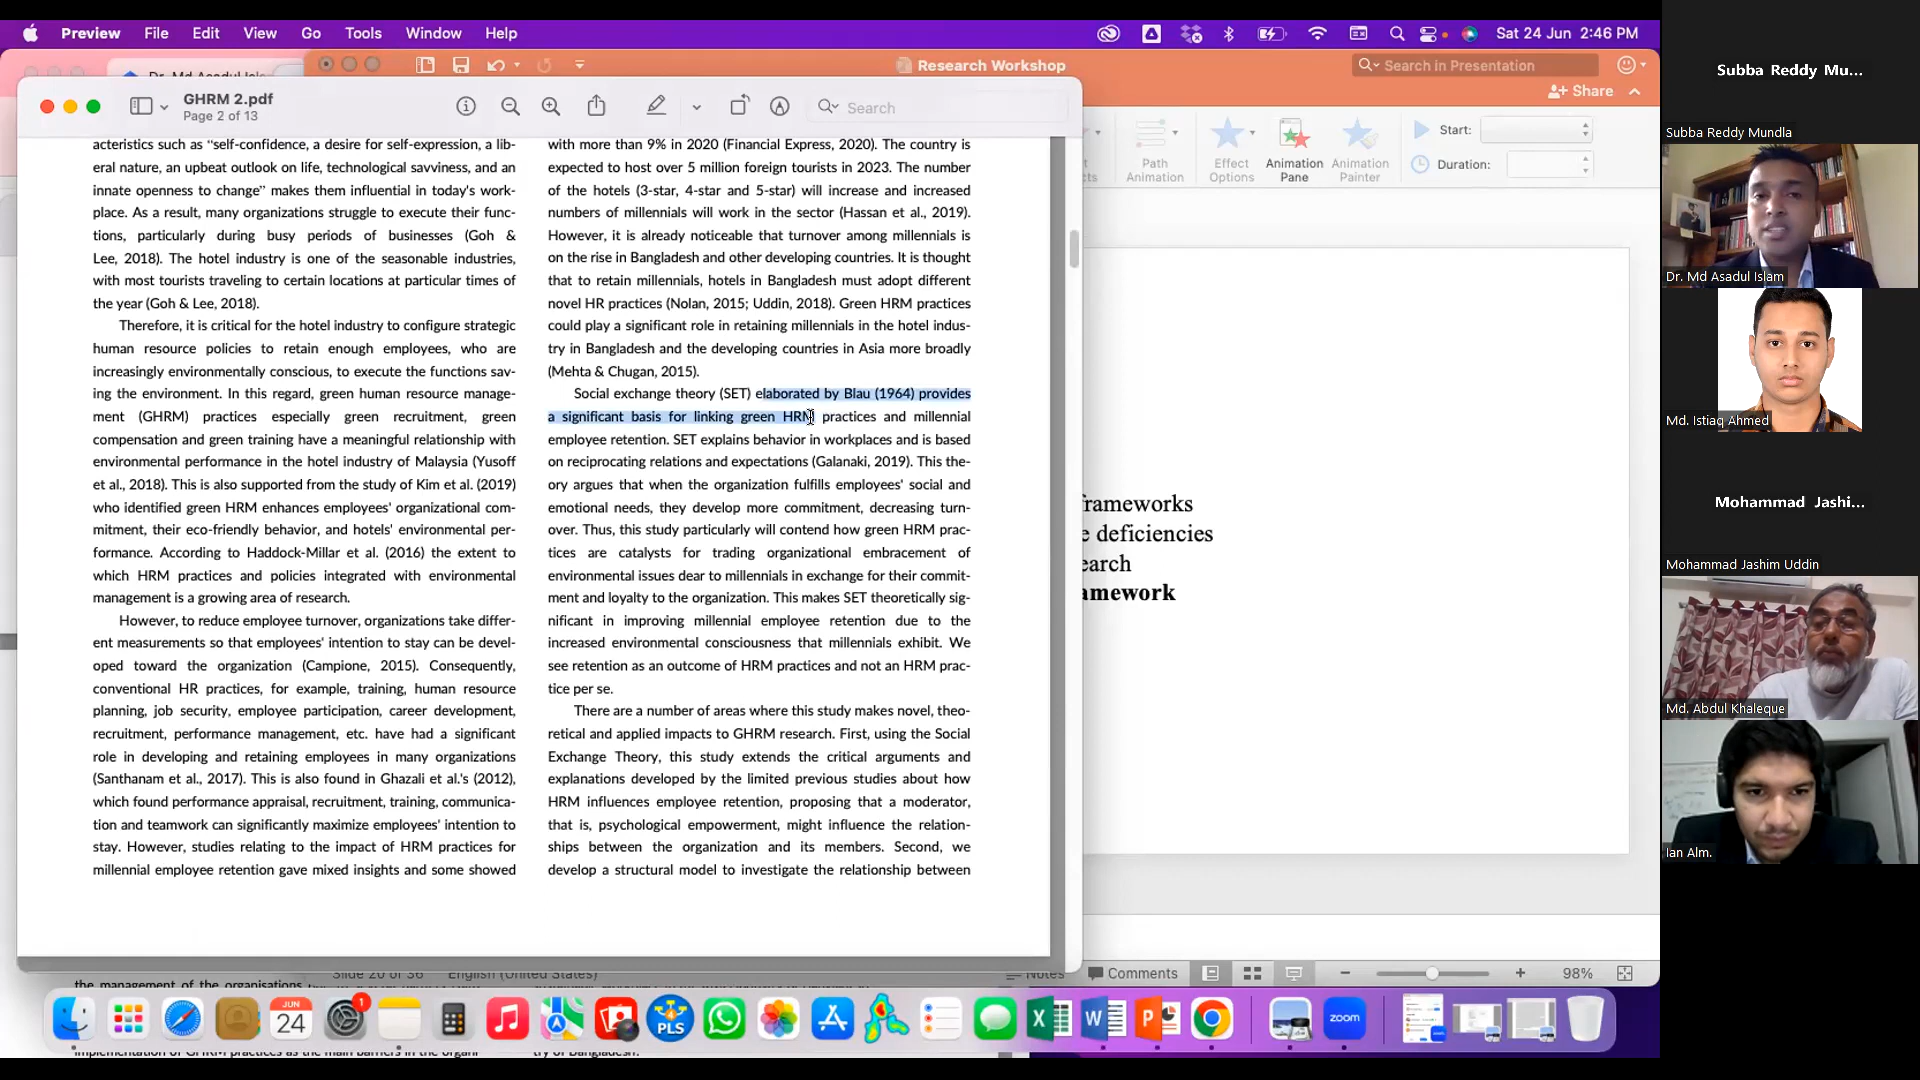 Preview File Edit View Go Tools Window Help
Sat 24 Jun 2:46 PM
Research Workshop
Search in Presentation
Share
GHRM 2.pdf
Page 2 of 13
Search
Path
Animation
Effect
Options
Animation
Pane
Animation
Painter
Start:
Duration:
acteristics such as "self-confidence, a desire for self-expression, a lib-
eral nature, an upbeat outlook on life, technological savviness, and an
innate openness to change" makes them influential in today's work-
place. As a result, many organizations struggle to execute their func-
tions, particularly during busy periods of businesses (Goh &
Lee, 2018). The hotel industry is one of the seasonable industries,
with most tourists traveling to certain locations at particular times of
the year (Goh & Lee, 2018).
Therefore, it is critical for the hotel industry to configure strategic
human resource policies to retain enough employees, who are
increasingly environmentally conscious, to execute the functions sav-
ing the environment. In this regard, green human resource manage-
ment (GHRM) practices especially green recruitment, green
compensation and green training have a meaningful relationship with
environmental performance in the hotel industry of Malaysia (Yusoff
et al., 2018). This is also supported from the study of Kim et al. (2019)
who identified green HRM enhances employees' organizational com-
mitment, their eco-friendly behavior, and hotels' environmental per-
formance. According to Haddock-Millar et al. (2016) the extent to
which HRM practices and policies integrated with environmental
management is a growing area of research.
However, to reduce employee turnover, organizations take differ-
ent measurements so that employees' intention to stay can be devel-
oped toward the organization (Campione, 2015). Consequently,
conventional HR practices, for example, training, human resource
planning, job security, employee participation, career development,
recruitment, performance management, etc. have had a significant
role in developing and retaining employees in many organizations
(Santhanam et al., 2017). This is also found in Ghazali et al.'s (2012),
which found performance appraisal, recruitment, training, communica-
tion and teamwork can significantly maximize employees' intention to
stay. However, studies relating to the impact of HRM practices for
millennial employee retention gave mixed insights and some showed
with more than 9% in 2020 (Financial Express, 2020). The country is
expected to host over 5 million foreign tourists in 2023. The number
of the hotels (3-star, 4-star and 5-star) will increase and increased
numbers of millennials will work in the sector (Hassan et al., 2019).
However, it is already noticeable that turnover among millennials is
on the rise in Bangladesh and other developing countries. It is thought
that to retain millennials, hotels in Bangladesh must adopt different
novel HR practices (Nolan, 2015; Uddin, 2018). Green HRM practices
could play a significant role in retaining millennials in the hotel indus-
try in Bangladesh and the developing countries in Asia more broadly
(Mehta & Chugan, 2015).
Social exchange theory (SET) elaborated by Blau (1964) provides
a significant basis for linking green HRM practices and millennial
employee retention. SET explains behavior in workplaces and is based
on reciprocating relations and expectations (Galanaki, 2019). This the-
ory argues that when the organization fulfills employees' social and
emotional needs, they develop more commitment, decreasing turn-
over. Thus, this study particularly will contend how green HRM prac-
tices are catalysts for trading organizational embracement of
environmental issues dear to millennials in exchange for their commit-
ment and loyalty to the organization. This makes SET theoretically sig-
nificant in improving millennial employee retention due to the
increased environmental consciousness that millennials exhibit. We
see retention as an outcome of HRM practices and not an HRM prac-
tice per se.
There are a number of areas where this study makes novel, theo-
retical and applied impacts to GHRM research. First, using the Social
Exchange Theory, this study extends the critical arguments and
explanations developed by the limited previous studies about how
HRM influences employee retention, proposing that a moderator,
that is, psychological empowerment, might influence the relation-
ships between the organization and its members. Second, we
develop a structural model to investigate the relationship between
frameworks
e deficiencies
earch
amework
Slide 20 of 36 English (United States)
Notes
Comments
98%
the management of the organisations
JUN
24
1
PLS
zoom
Subba Reddy Mu...
Subba Reddy Mundla
Dr. Md Asadul Islam
Md. Istiaq Ahmed
Mohammad Jashi...
Mohammad Jashim Uddin
Md. Abdul Khaleque
Ian Alm.